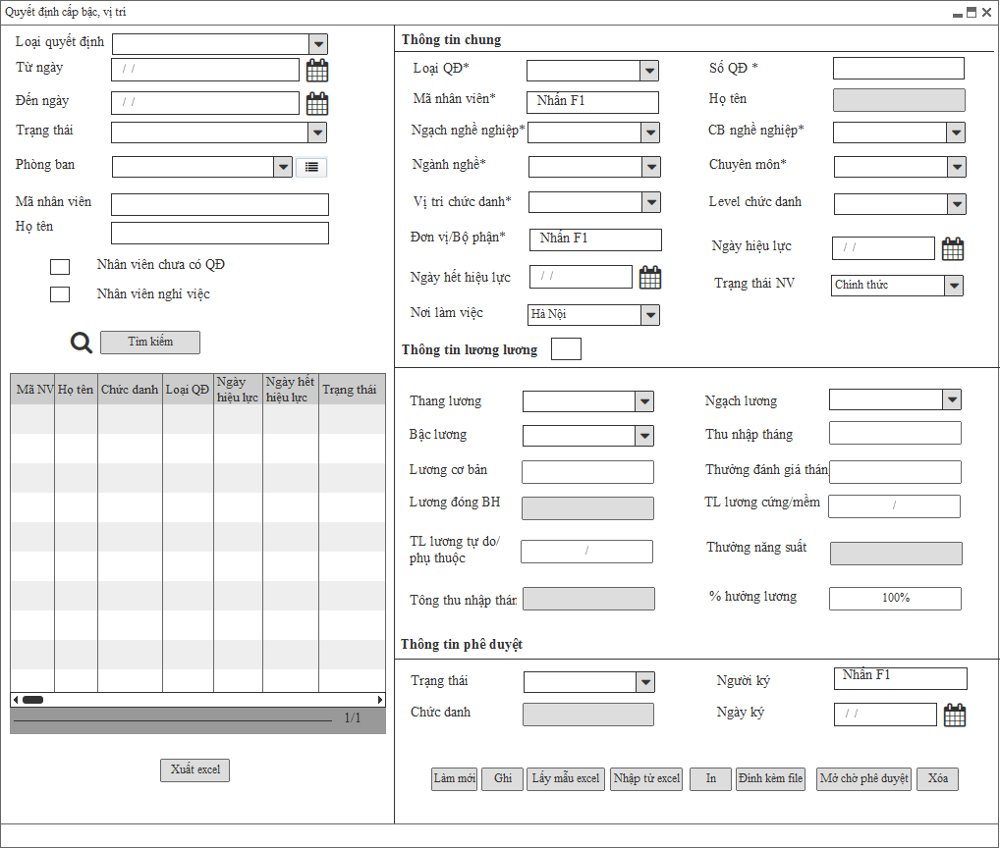 Quyết định cấp bậc, vị trí
Loại quyết định
Từ ngày
/ /
Đến ngày
/ /
Trạng thái
Phòng ban
Mã nhân viên
Họ tên
Nhân viên chưa có QĐ
Nhân viên nghỉ việc
Tìm kiếm
Mã NV Họ tên Chức danh Loại QĐ Ngày hiệu lực Ngày hết hiệu lực Trạng thái
1/1
Xuất excel
Thông tin chung
Loại QĐ* Số QĐ *
Mã nhân viên* Nhấn F1 Họ tên
Ngạch nghề nghiệp* CB nghề nghiệp*
Ngành nghề* Chuyên môn*
Vị trí chức danh* Level chức danh
Đơn vị/Bộ phận* Nhấn F1 Ngày hiệu lực / /
Ngày hết hiệu lực / / Trạng thái NV Chính thức
Nơi làm việc Hà Nội
Thông tin lương lương
Thang lương Ngạch lương
Bậc lương Thu nhập tháng
Lương cơ bản Thưởng đánh giá thán
Lương đóng BH TL lương cứng/mềm /
TL lương tự do/
phụ thuộc / Thưởng năng suất
Tông thu nhập thán % hưởng lương 100%
Thông tin phê duyệt
Trạng thái Người ký Nhấn F1
Chức danh Ngày ký / /
Làm mới Ghi Lấy mẫu excel Nhập từ excel In Đính kèm file Mở chờ phê duyệt Xóa